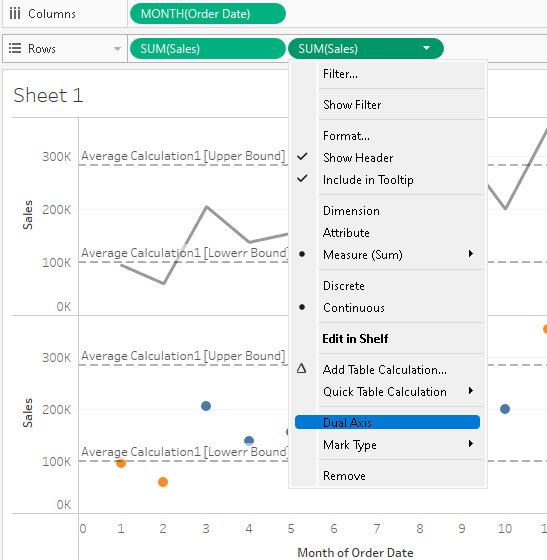 Columns MONTH(Order Date)
Rows SUM(Sales) SUM(Sales)
Sheet 1
Filter...
Show Filter
Format...
Show Header
Include in Tooltip
Dimension
Attribute
Measure (Sum)
Discrete
Continuous
Edit in Shelf
Add Table Calculation...
Quick Table Calculation
Dual Axis
Mark Type
Remove
Sales
300K
200K
100K
0K
Average Calculation1 [Upper Bound]
Average Calculation1 [Lowerr Bound]
Sales
300K
200K
100K
0K
Average Calculation1 [Upper Bound]
Average Calculation1 [Lowerr Bound]
0 1 2 3 4 5 6 7 8 9 10 11
Month of Order Date